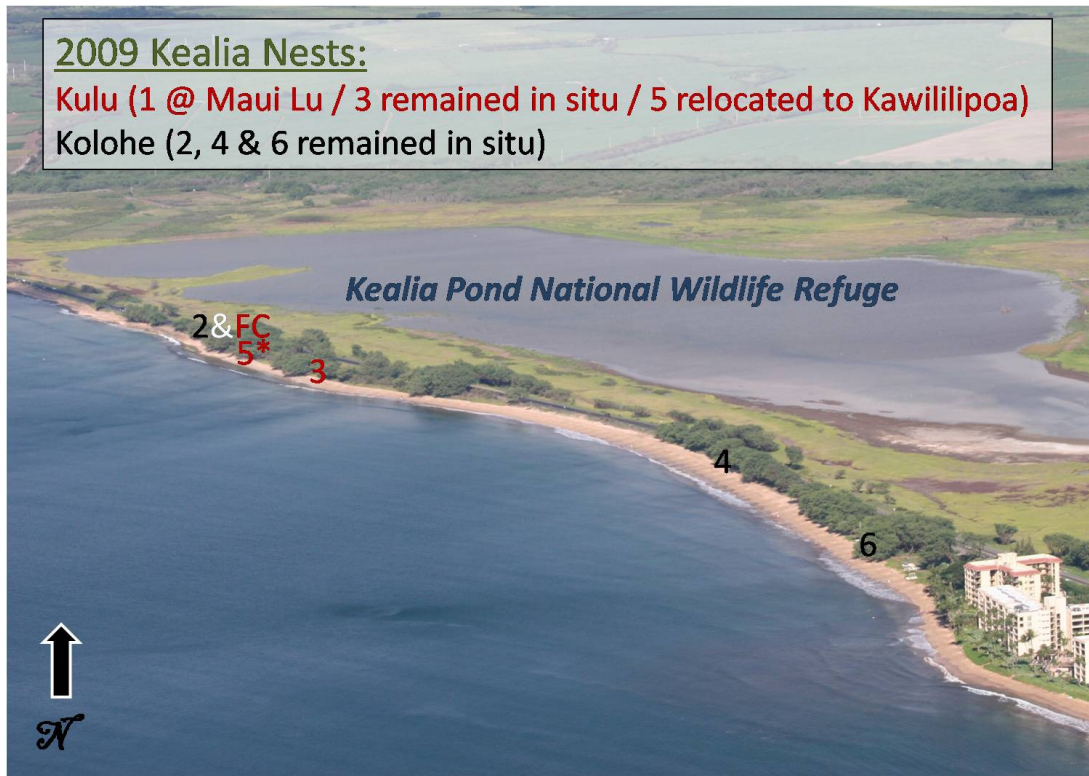 2009 Kealia Nests:
Kulu (1 @ Maui Lu / 3 remained in situ / 5 relocated to Kawililipoa)
Kolohe (2, 4 & 6 remained in situ)
Kealia Pond National Wildlife Refuge
2&FC
5*
3
4
6
N